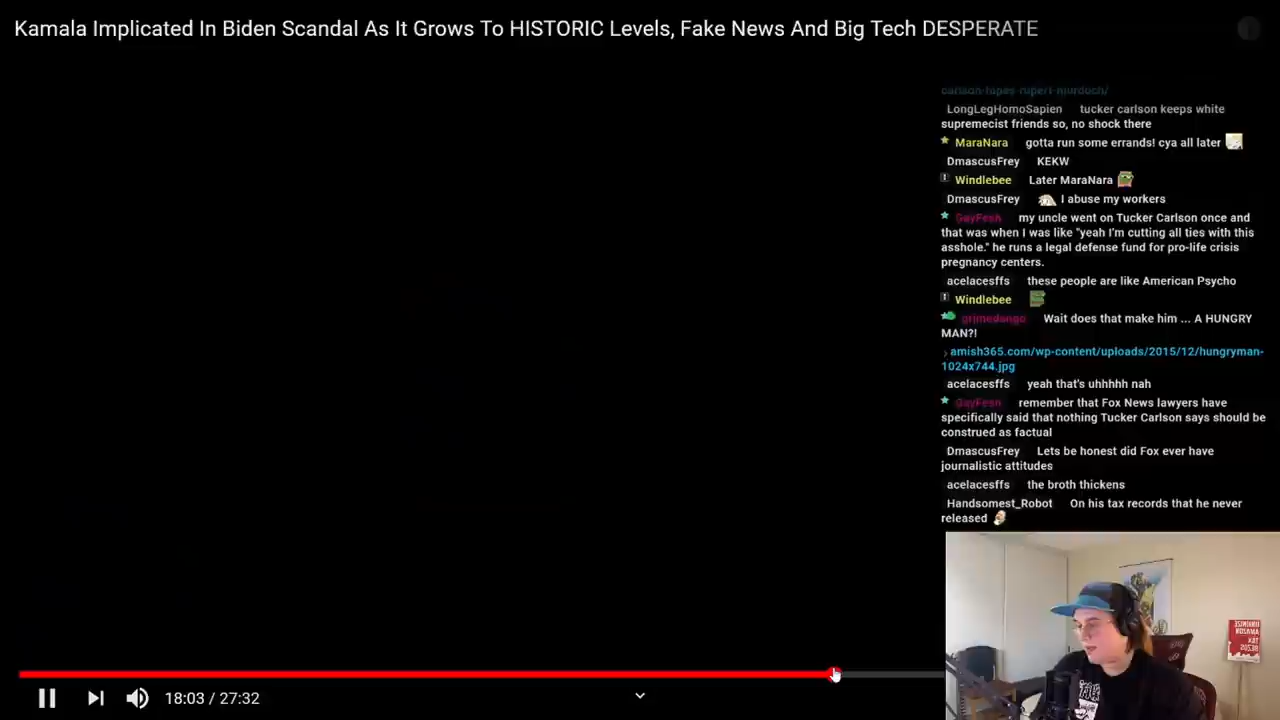 Kamala Implicated In Biden Scandal As It Grows To HISTORIC Levels, Fake News And Big Tech DESPERATE
carlson-tapes-rupert-murdoch/
LongLegHomoSapien tucker carlson keeps white
supremecist friends so, no shock there
MaraNara gotta run some errands! cya all later
DmascusFrey KEKW
Windlebee Later MaraNara
DmascusFrey I abuse my workers
GayFesh my uncle went on Tucker Carlson once and
that was when I was like "yeah I'm cutting all ties with this
asshole." he runs a legal defense fund for pro-life crisis
pregnancy centers.
acelacesffs these people are like American Psycho
Windlebee
grimedango Wait does that make him ... A HUNGRY
MAN?!
amish365.com/wp-content/uploads/2015/12/hungryman-
1024x744.jpg
acelacesffs yeah that's uhhhhh nah
GayFesh remember that Fox News lawyers have
specifically said that nothing Tucker Carlson says should be
construed as factual
DmascusFrey Lets be honest did Fox ever have
journalistic attitudes
acelacesffs the broth thickens
Handsomest_Robot On his tax records that he never
released
18:03 / 27:32